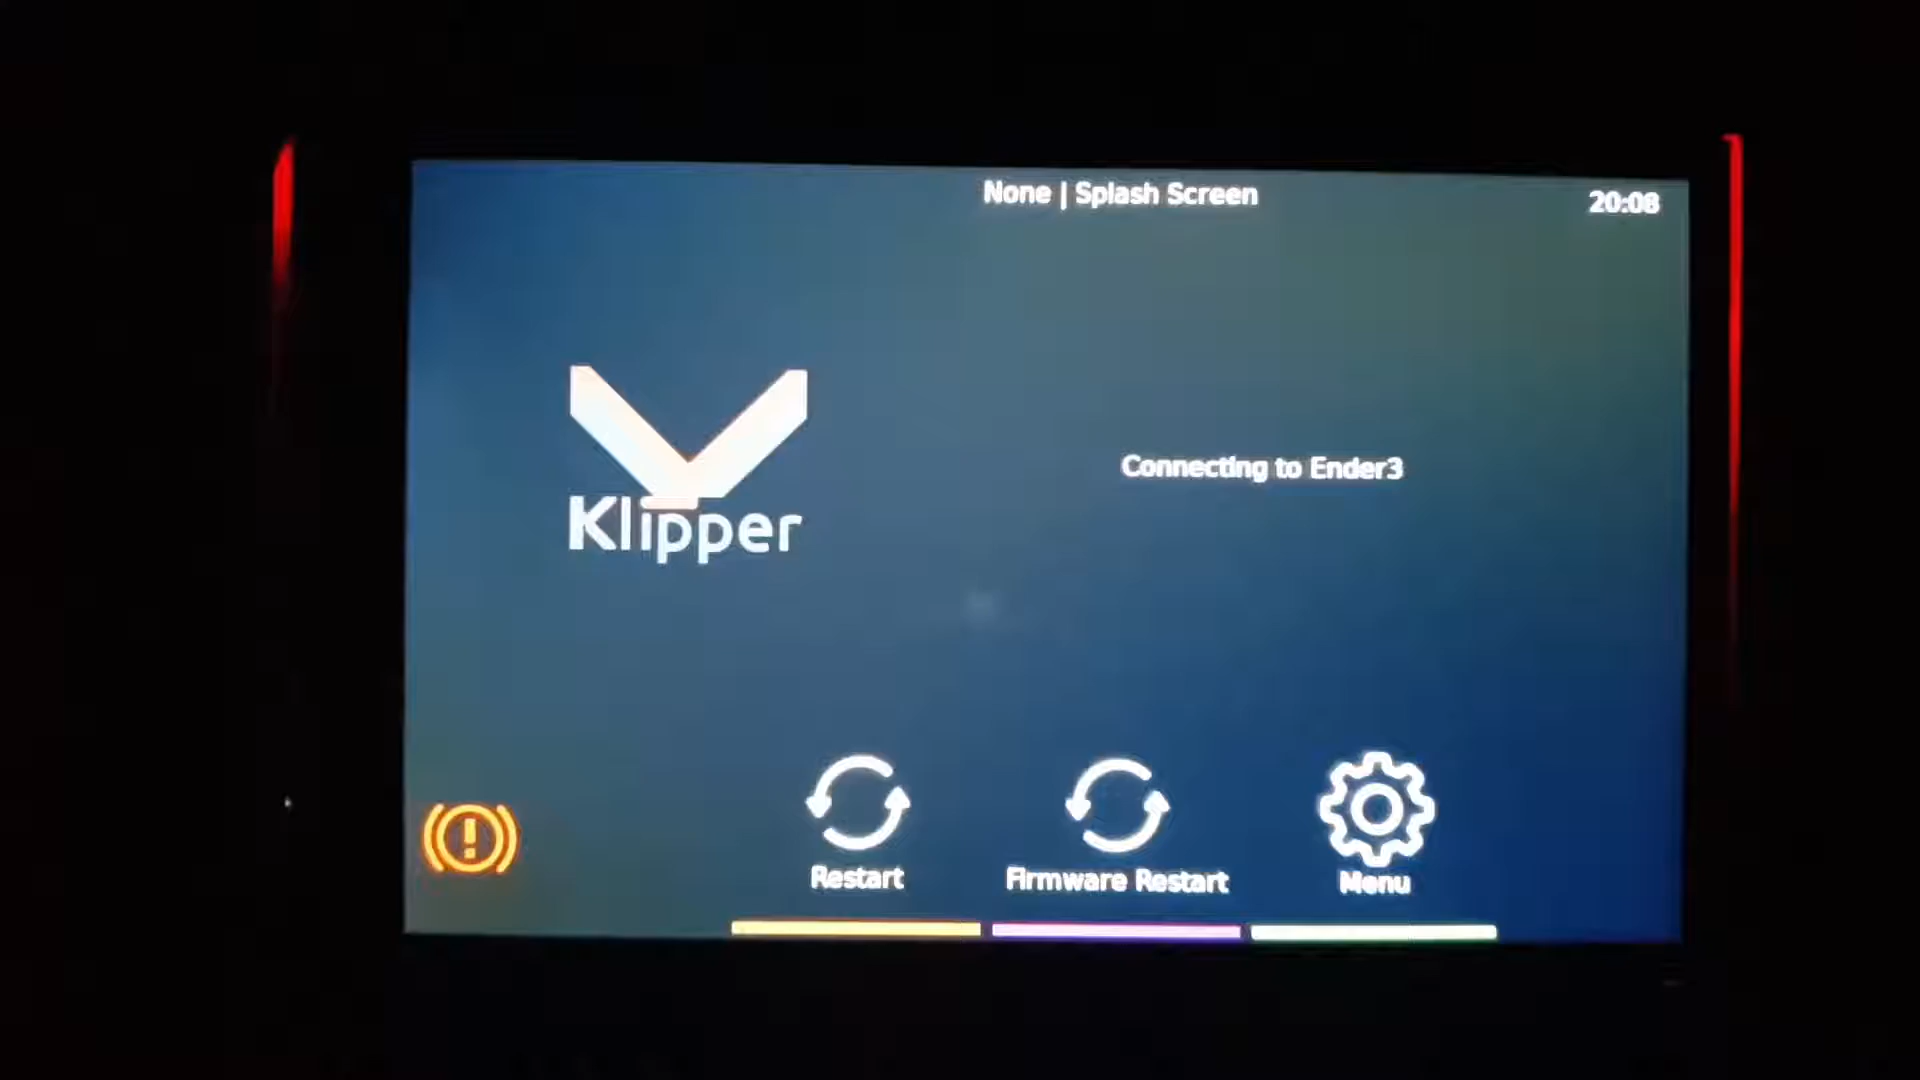 None | Splash Screen
20:08
Klipper
Connecting to Ender3
Restart
Firmware Restart
Menu